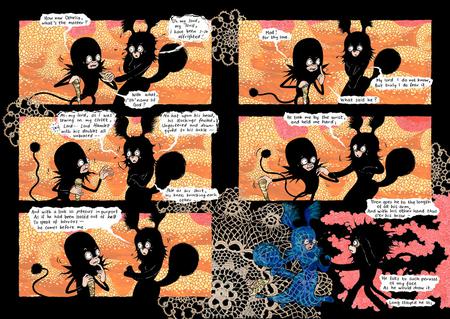 How now Ophelia,
what's the matter?
Oh my lord,
my lord,
I have been so
affrighted!
With what,
i'th' name of
God?
Mad
for thy love
My lord I do not know,
But truly I do fear it
What said he?
My lord, as I was
sewing in my closet,
Lord Hamlet
with his doublet all
unbraced
No hat upon his head,
his stockings fouled,
Ungartered and down-
gyved to his ankle
Pale as his shirt,
his knees knocking each
other
He took me by the wrist,
and held me hard,
And with a look so piteous in purport
As if he had been loosed out of hell
To speak of horrors –
he comes before me.
Then goes he to the length
of all his arm,
And with his other hand thus
o'er his brow
He falls to such perusal
of my face
As he would draw it.
Long stayed he so,